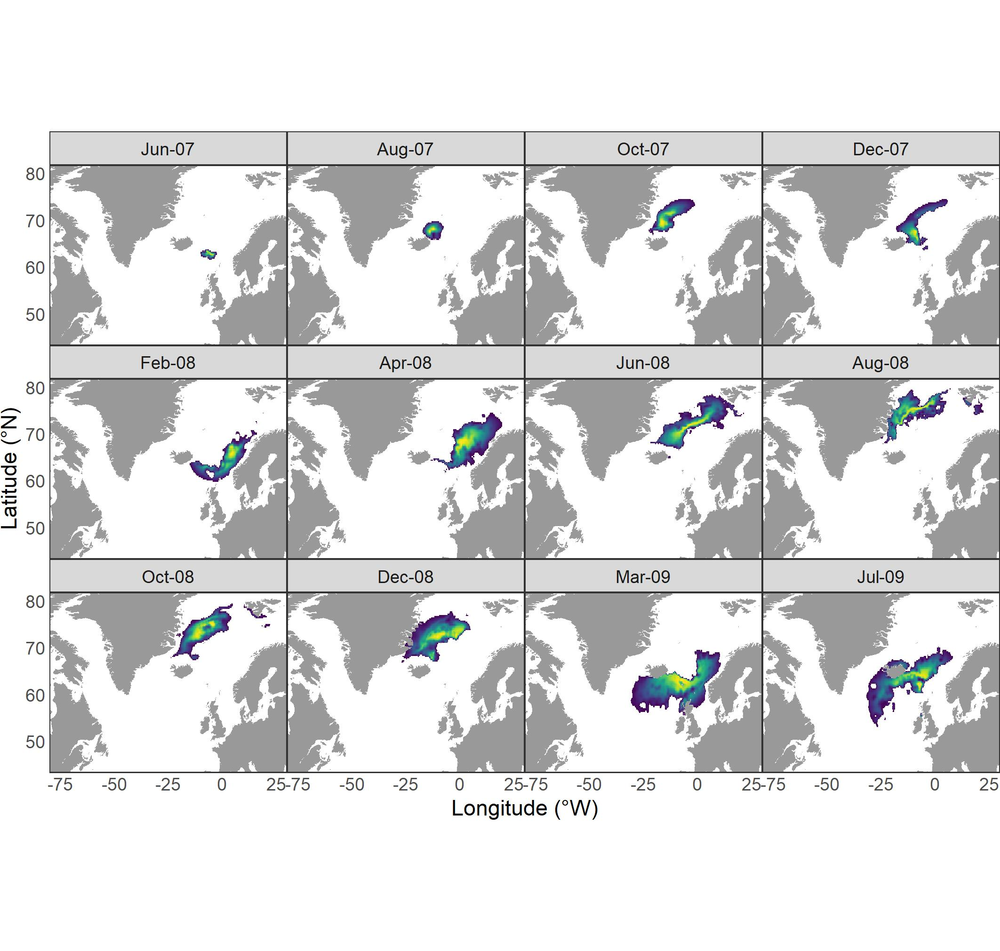 Jun-07 Aug-07 Oct-07 Dec-07
80
70
60
50
Feb-08 Apr-08 Jun-08 Aug-08
80
70
60
50
Latitude (°N)
Oct-08 Dec-08 Mar-09 Jul-09
80
70
60
50
-75 -50 -25 0 25 -75 -50 -25 0 25 -75 -50 -25 0 25 -75 -50 -25 0 25
Longitude (°W)